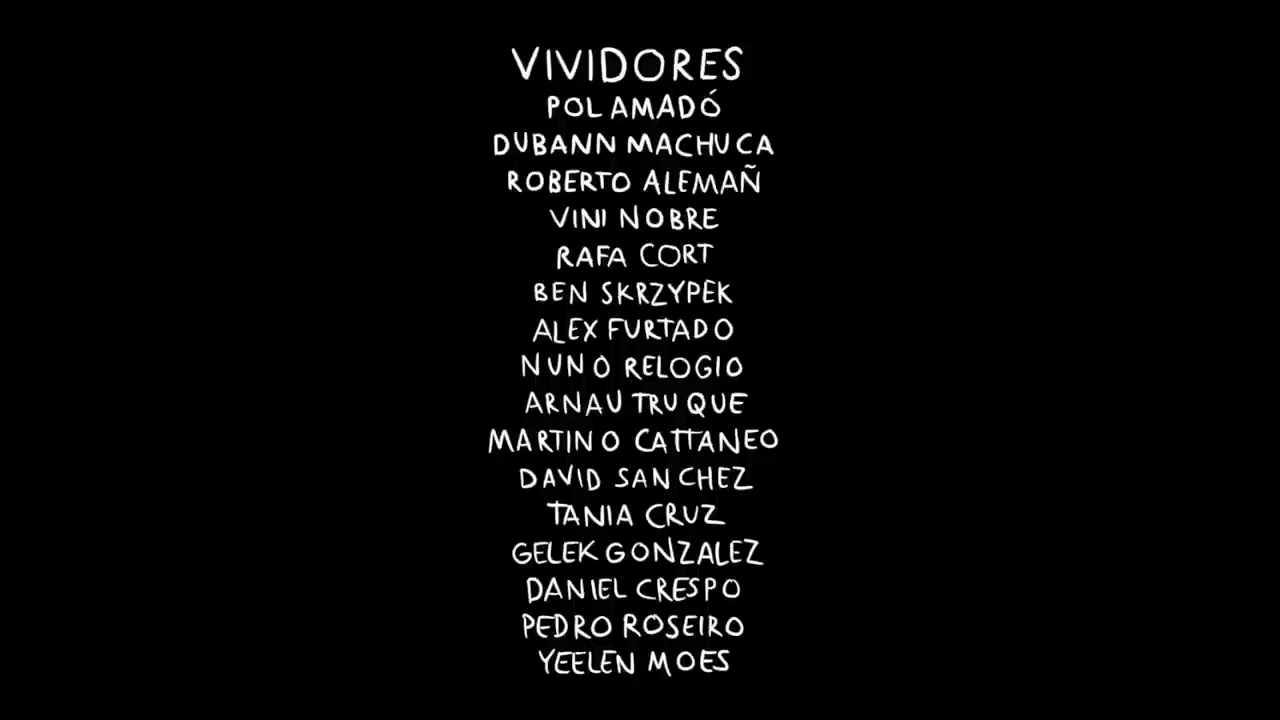 VIVIDORES
POL AMADÓ
DUBANN MACHUCA
ROBERTO ALEMAÑ
VINI NOBRE
RAFA CORT
BEN SKRZYPEK
ALEX FURTADO
NUNO RELOGIO
ARNAU TRUQUE
MARTINO CATTANEO
DAVID SANCHEZ
TANIA CRUZ
GELEK GONZALEZ
DANIEL CRESPO
PEDRO ROSEIRO
YEELEN MOES